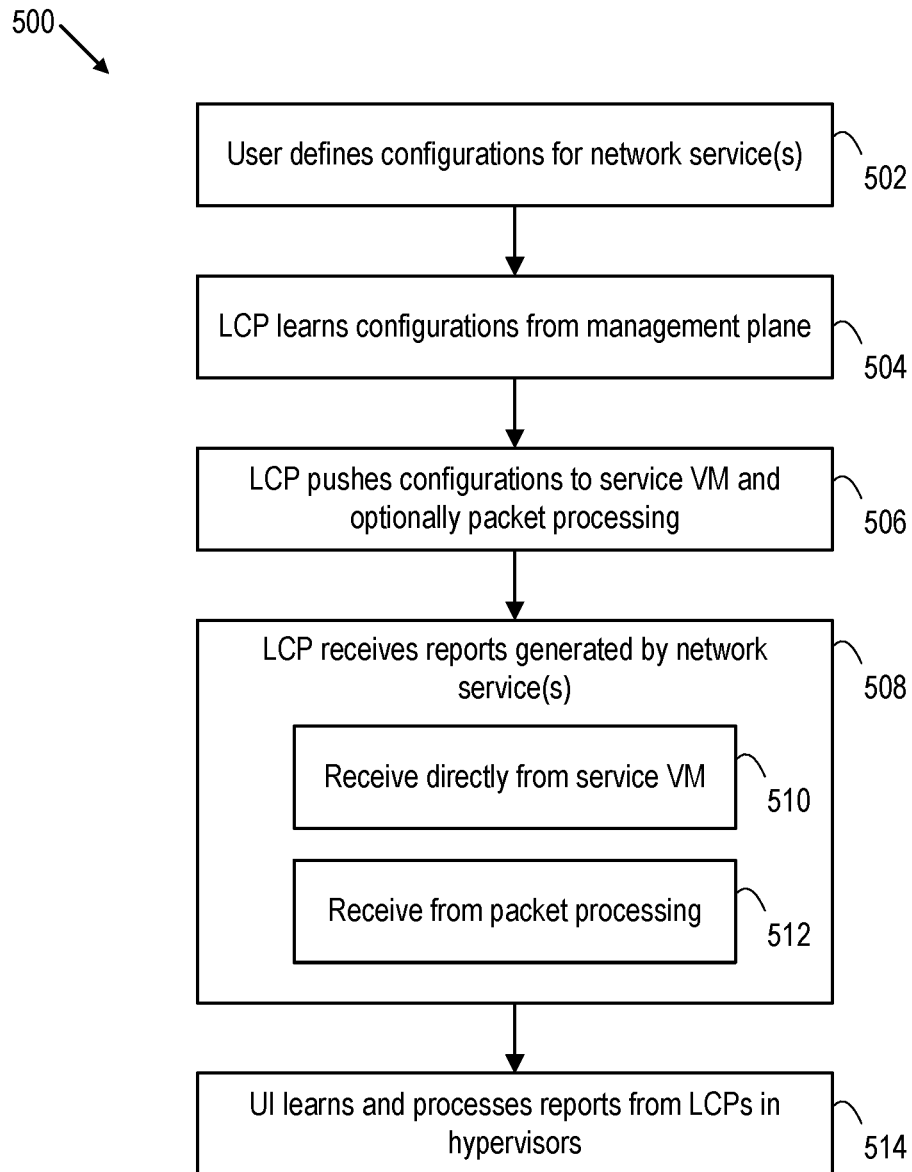 500
User defines configurations for network service(s)
502
LCP learns configurations from management plane
504
LCP pushes configurations to service VM and
optionally packet processing
506
LCP receives reports generated by network
service(s)
508
Receive directly from service VM
510
Receive from packet processing
512
UI learns and processes reports from LCPs in
hypervisors
514